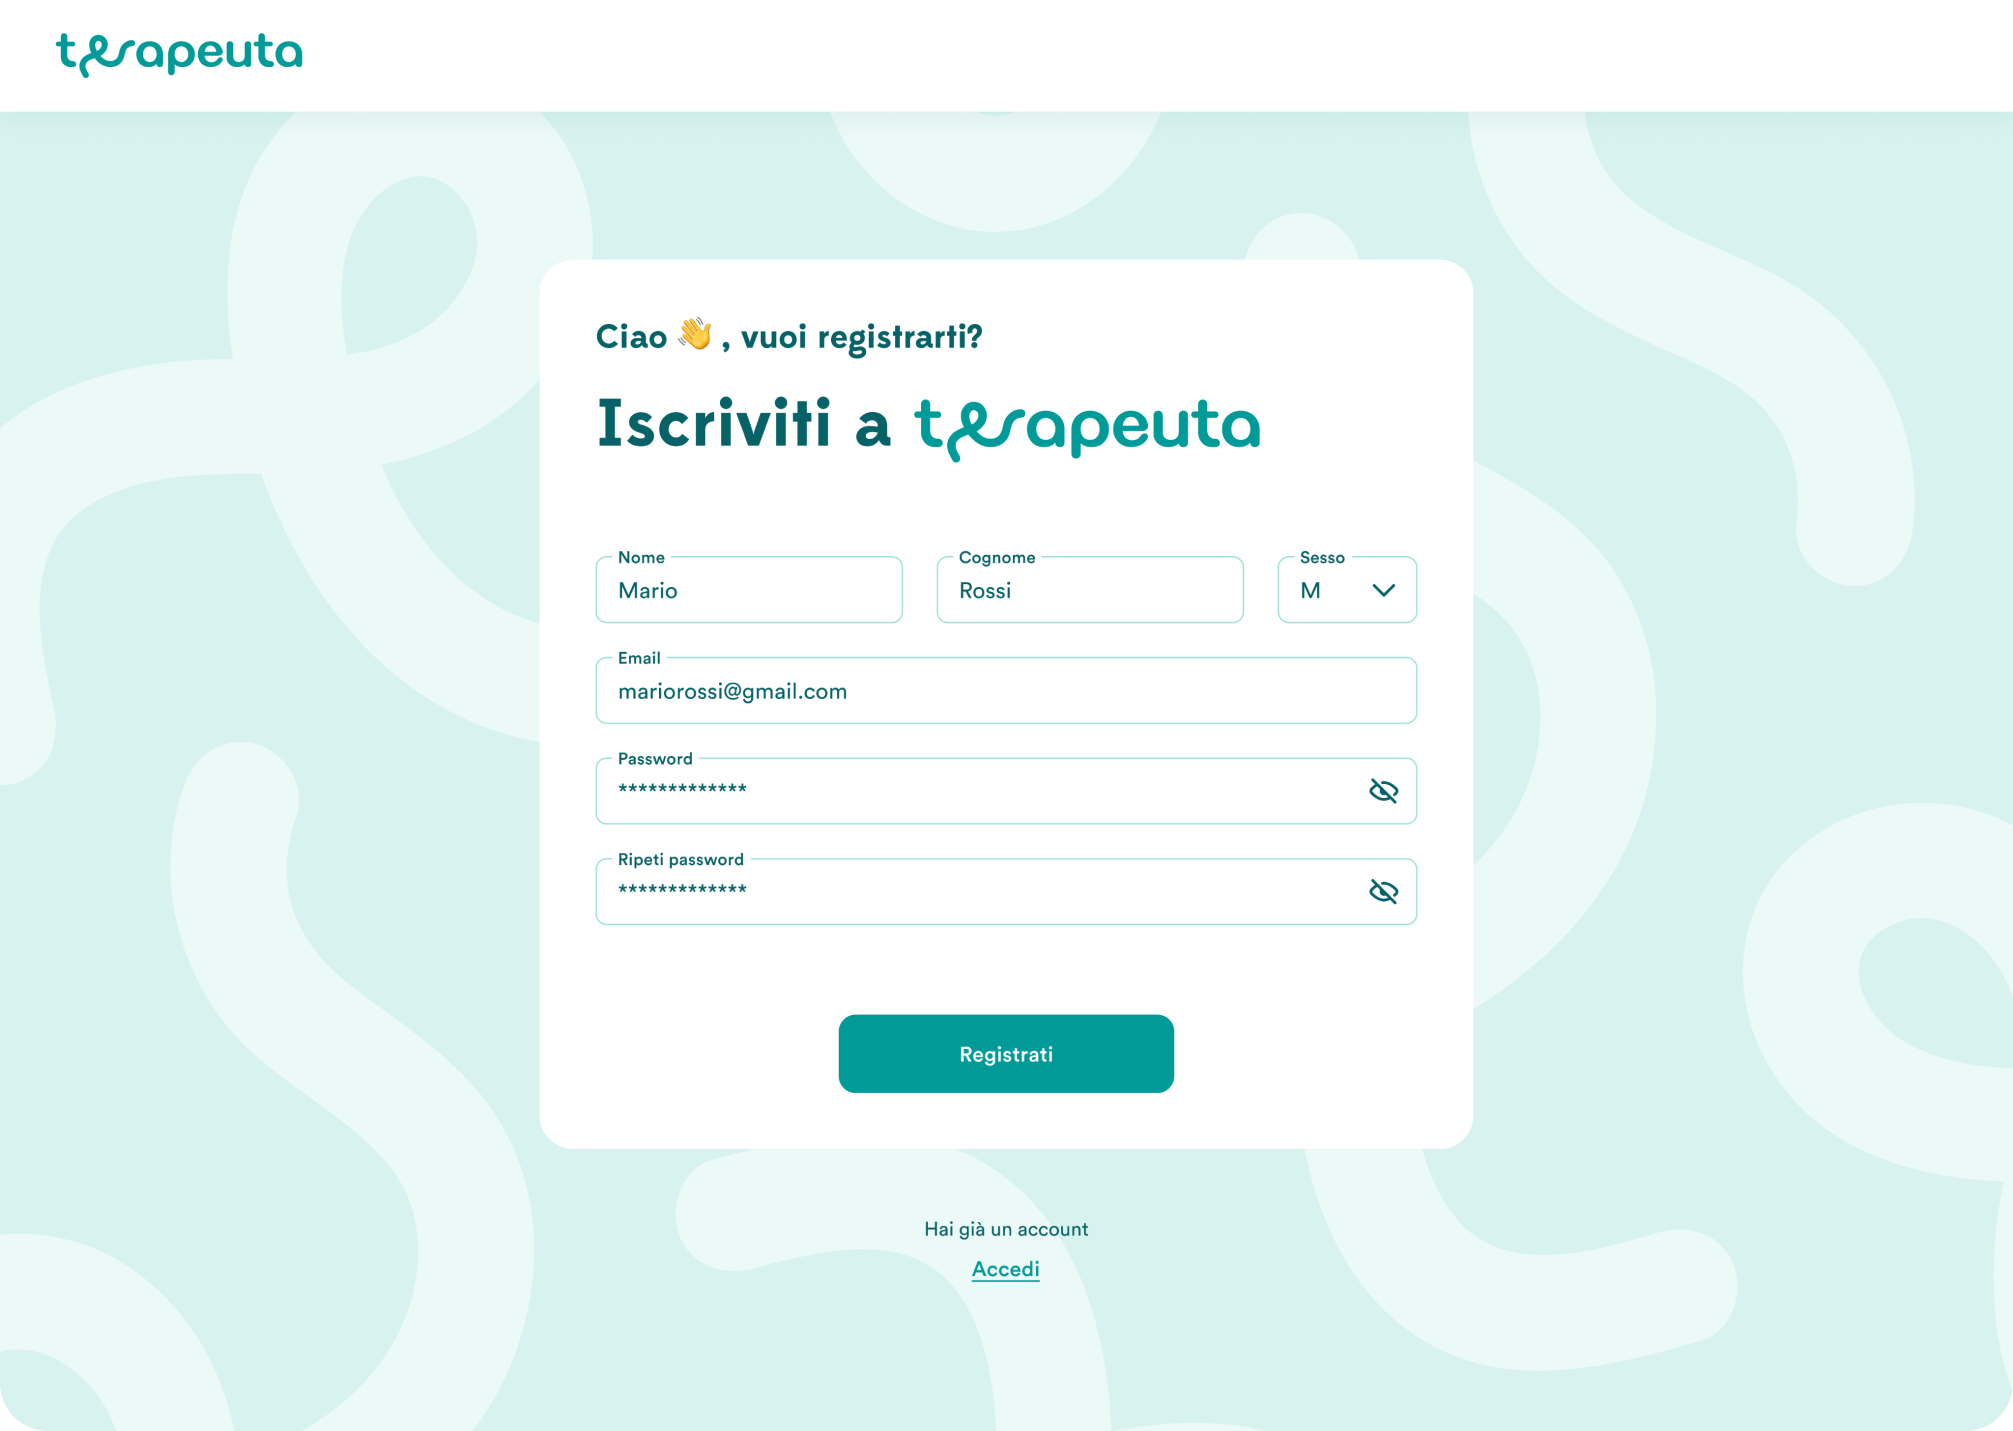 terapeuta
Ciao 👋 , vuoi registrarti?
Iscriviti a terapeuta
Nome
Mario
Cognome
Rossi
Sesso
M
Email
mariorossi@gmail.com
Password
*************
Ripeti password
*************
Registrati
Hai già un account
Accedi